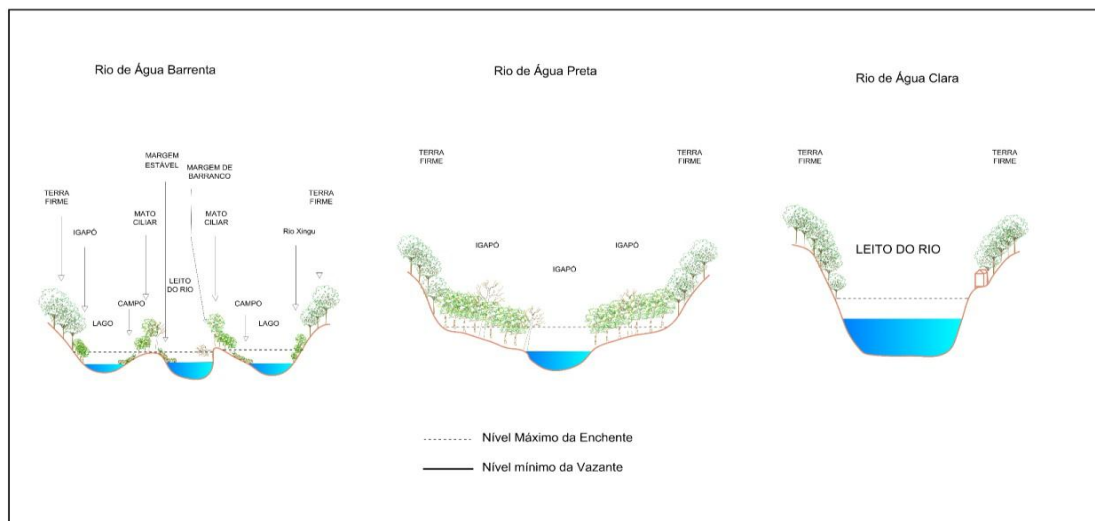 Rio de Água Barrenta
Rio de Água Preta
Rio de Água Clara
MARGEM
ESTÁVEL
MARGEM DE
BARRANCO
TERRA
FIRME
IGAPÓ
MATO
CILIAR
MATO
CILIAR
Rio Xingu
TERRA
FIRME
LEITO
DO RIO
CAMPO
CAMPO
LAGO
LAGO
TERRA
FIRME
TERRA
FIRME
IGAPÓ
IGAPÓ
IGAPÓ
TERRA
FIRME
TERRA
FIRME
LEITO DO RIO
Nível Máximo da Enchente
Nível mínimo da Vazante